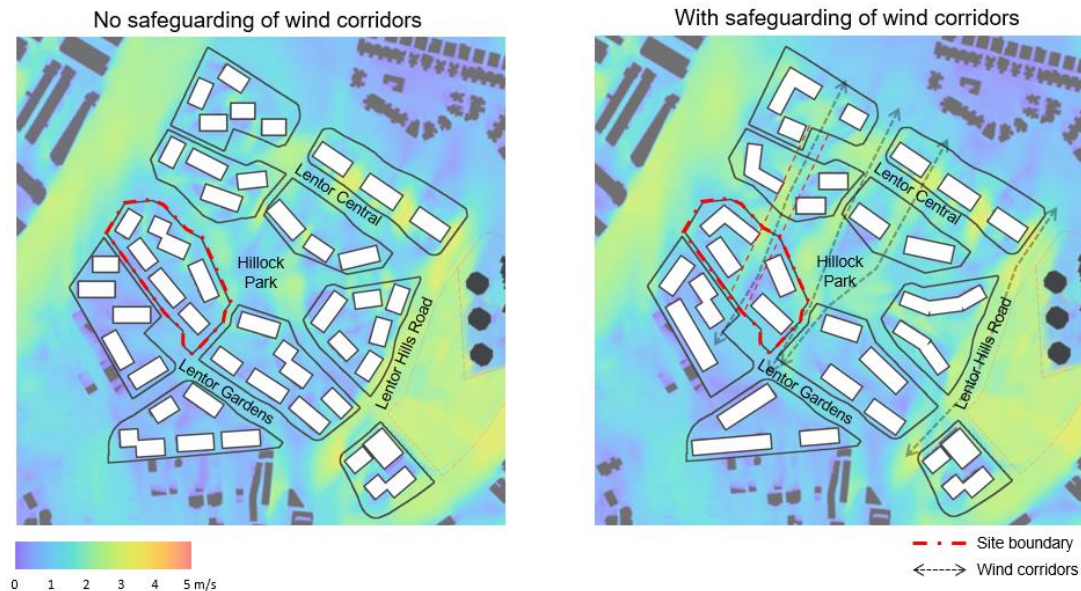 No safeguarding of wind corridors
With safeguarding of wind corridors
Lentor Central
Hillock
Park
Lentor Hills Road
Lentor Gardens
Lentor Central
Hillock
Park
Lentor Hills Road
Lentor Gardens
0 1 2 3 4 5 m/s
Site boundary
Wind corridors